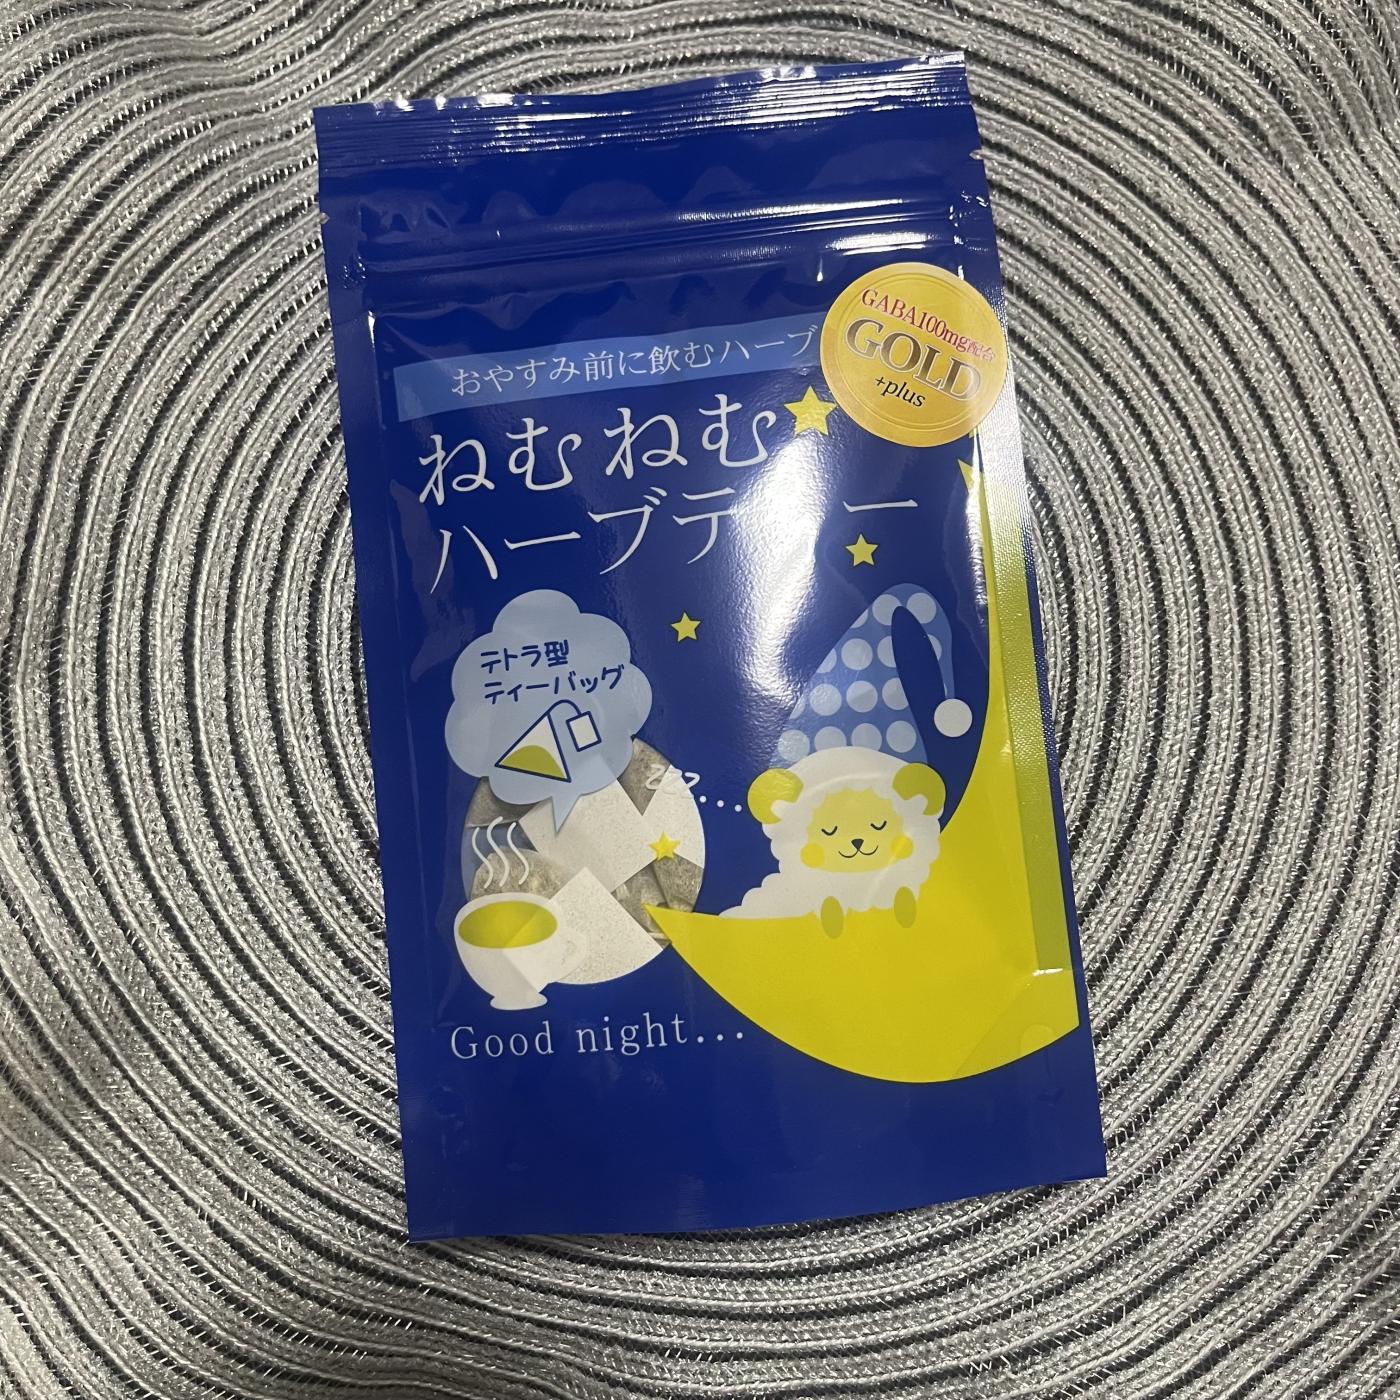 GABA100mg配合
GOLD
+plus
おやすみ前に飲むハーブ
ねむねむ
ハーブティー
テトラ型
ティーバッグ
zzz...
Good night...